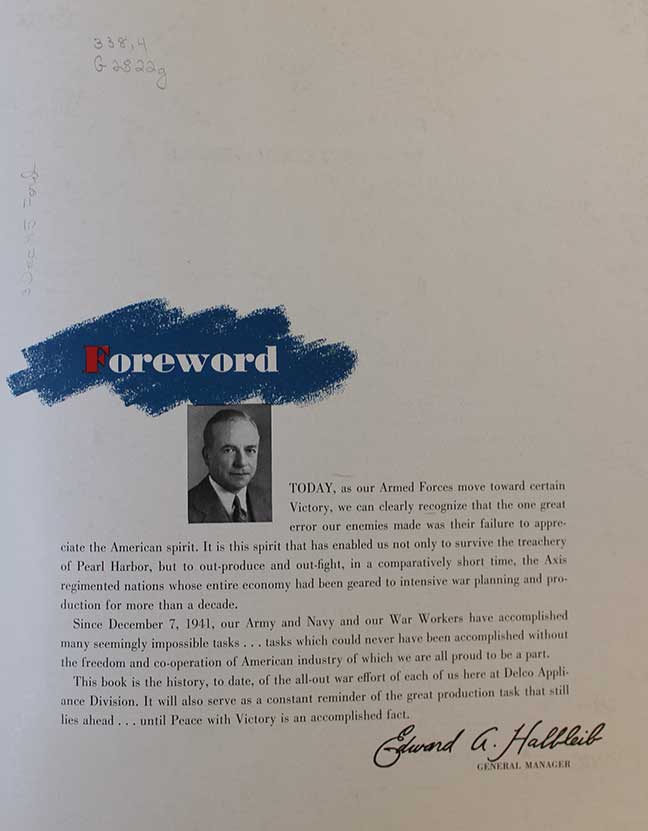 338.4
G2822g
Foreword
TODAY, as our Armed Forces move toward certain
Victory, we can clearly recognize that the one great
error our enemies made was their failure to appre-
ciate the American spirit. It is this spirit that has enabled us not only to survive the treachery
of Pearl Harbor, but to out-produce and out-fight, in a comparatively short time, the Axis
regimented nations whose entire economy had been geared to intensive war planning and pro-
duction for more than a decade.
Since December 7, 1941, our Army and Navy and our War Workers have accomplished
many seemingly impossible tasks . . . tasks which could never have been accomplished without
the freedom and co-operation of American industry of which we are all proud to be a part.
This book is the history, to date, of the all-out war effort of each of us here at Delco Appli-
ance Division. It will also serve as a constant reminder of the great production task that still
lies ahead . . . until Peace with Victory is an accomplished fact.
Edward A. Halbleib
GENERAL MANAGER